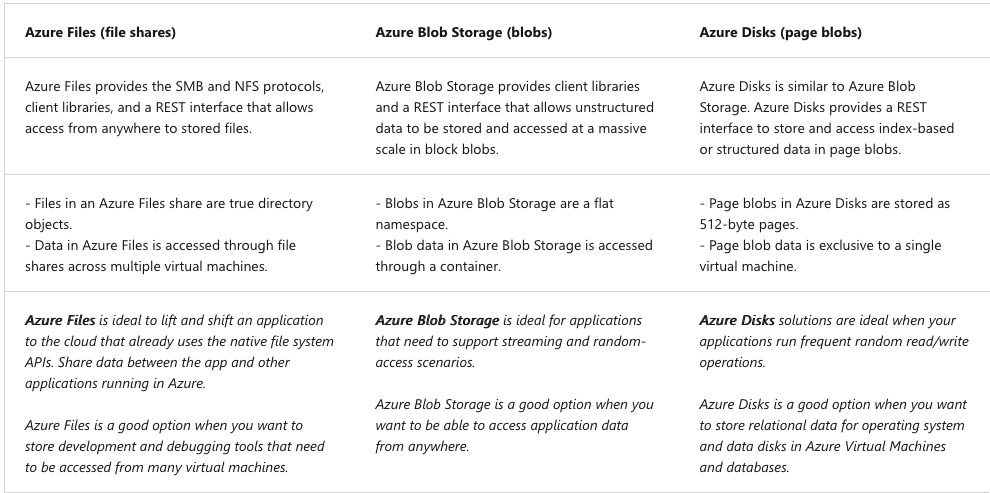 Azure Files (file shares)
Azure Blob Storage (blobs)
Azure Disks (page blobs)
Azure Files provides the SMB and NFS protocols,
client libraries, and a REST interface that allows
access from anywhere to stored files.
Azure Blob Storage provides client libraries
and a REST interface that allows unstructured
data to be stored and accessed at a massive
scale in block blobs.
Azure Disks is similar to Azure Blob
Storage. Azure Disks provides a REST
interface to store and access index-based
or structured data in page blobs.
- Files in an Azure Files share are true directory
objects.
- Data in Azure Files is accessed through file
shares across multiple virtual machines.
- Blobs in Azure Blob Storage are a flat
namespace.
- Blob data in Azure Blob Storage is accessed
through a container.
- Page blobs in Azure Disks are stored as
512-byte pages.
- Page blob data is exclusive to a single
virtual machine.
Azure Files is ideal to lift and shift an application
to the cloud that already uses the native file system
APIs. Share data between the app and other
applications running in Azure.
Azure Files is a good option when you want to
store development and debugging tools that need
to be accessed from many virtual machines.
Azure Blob Storage is ideal for applications
that need to support streaming and random-
access scenarios.
Azure Blob Storage is a good option when you
want to be able to access application data
from anywhere.
Azure Disks solutions are ideal when your
applications run frequent random read/write
operations.
Azure Disks is a good option when you want
to store relational data for operating system
and data disks in Azure Virtual Machines
and databases.